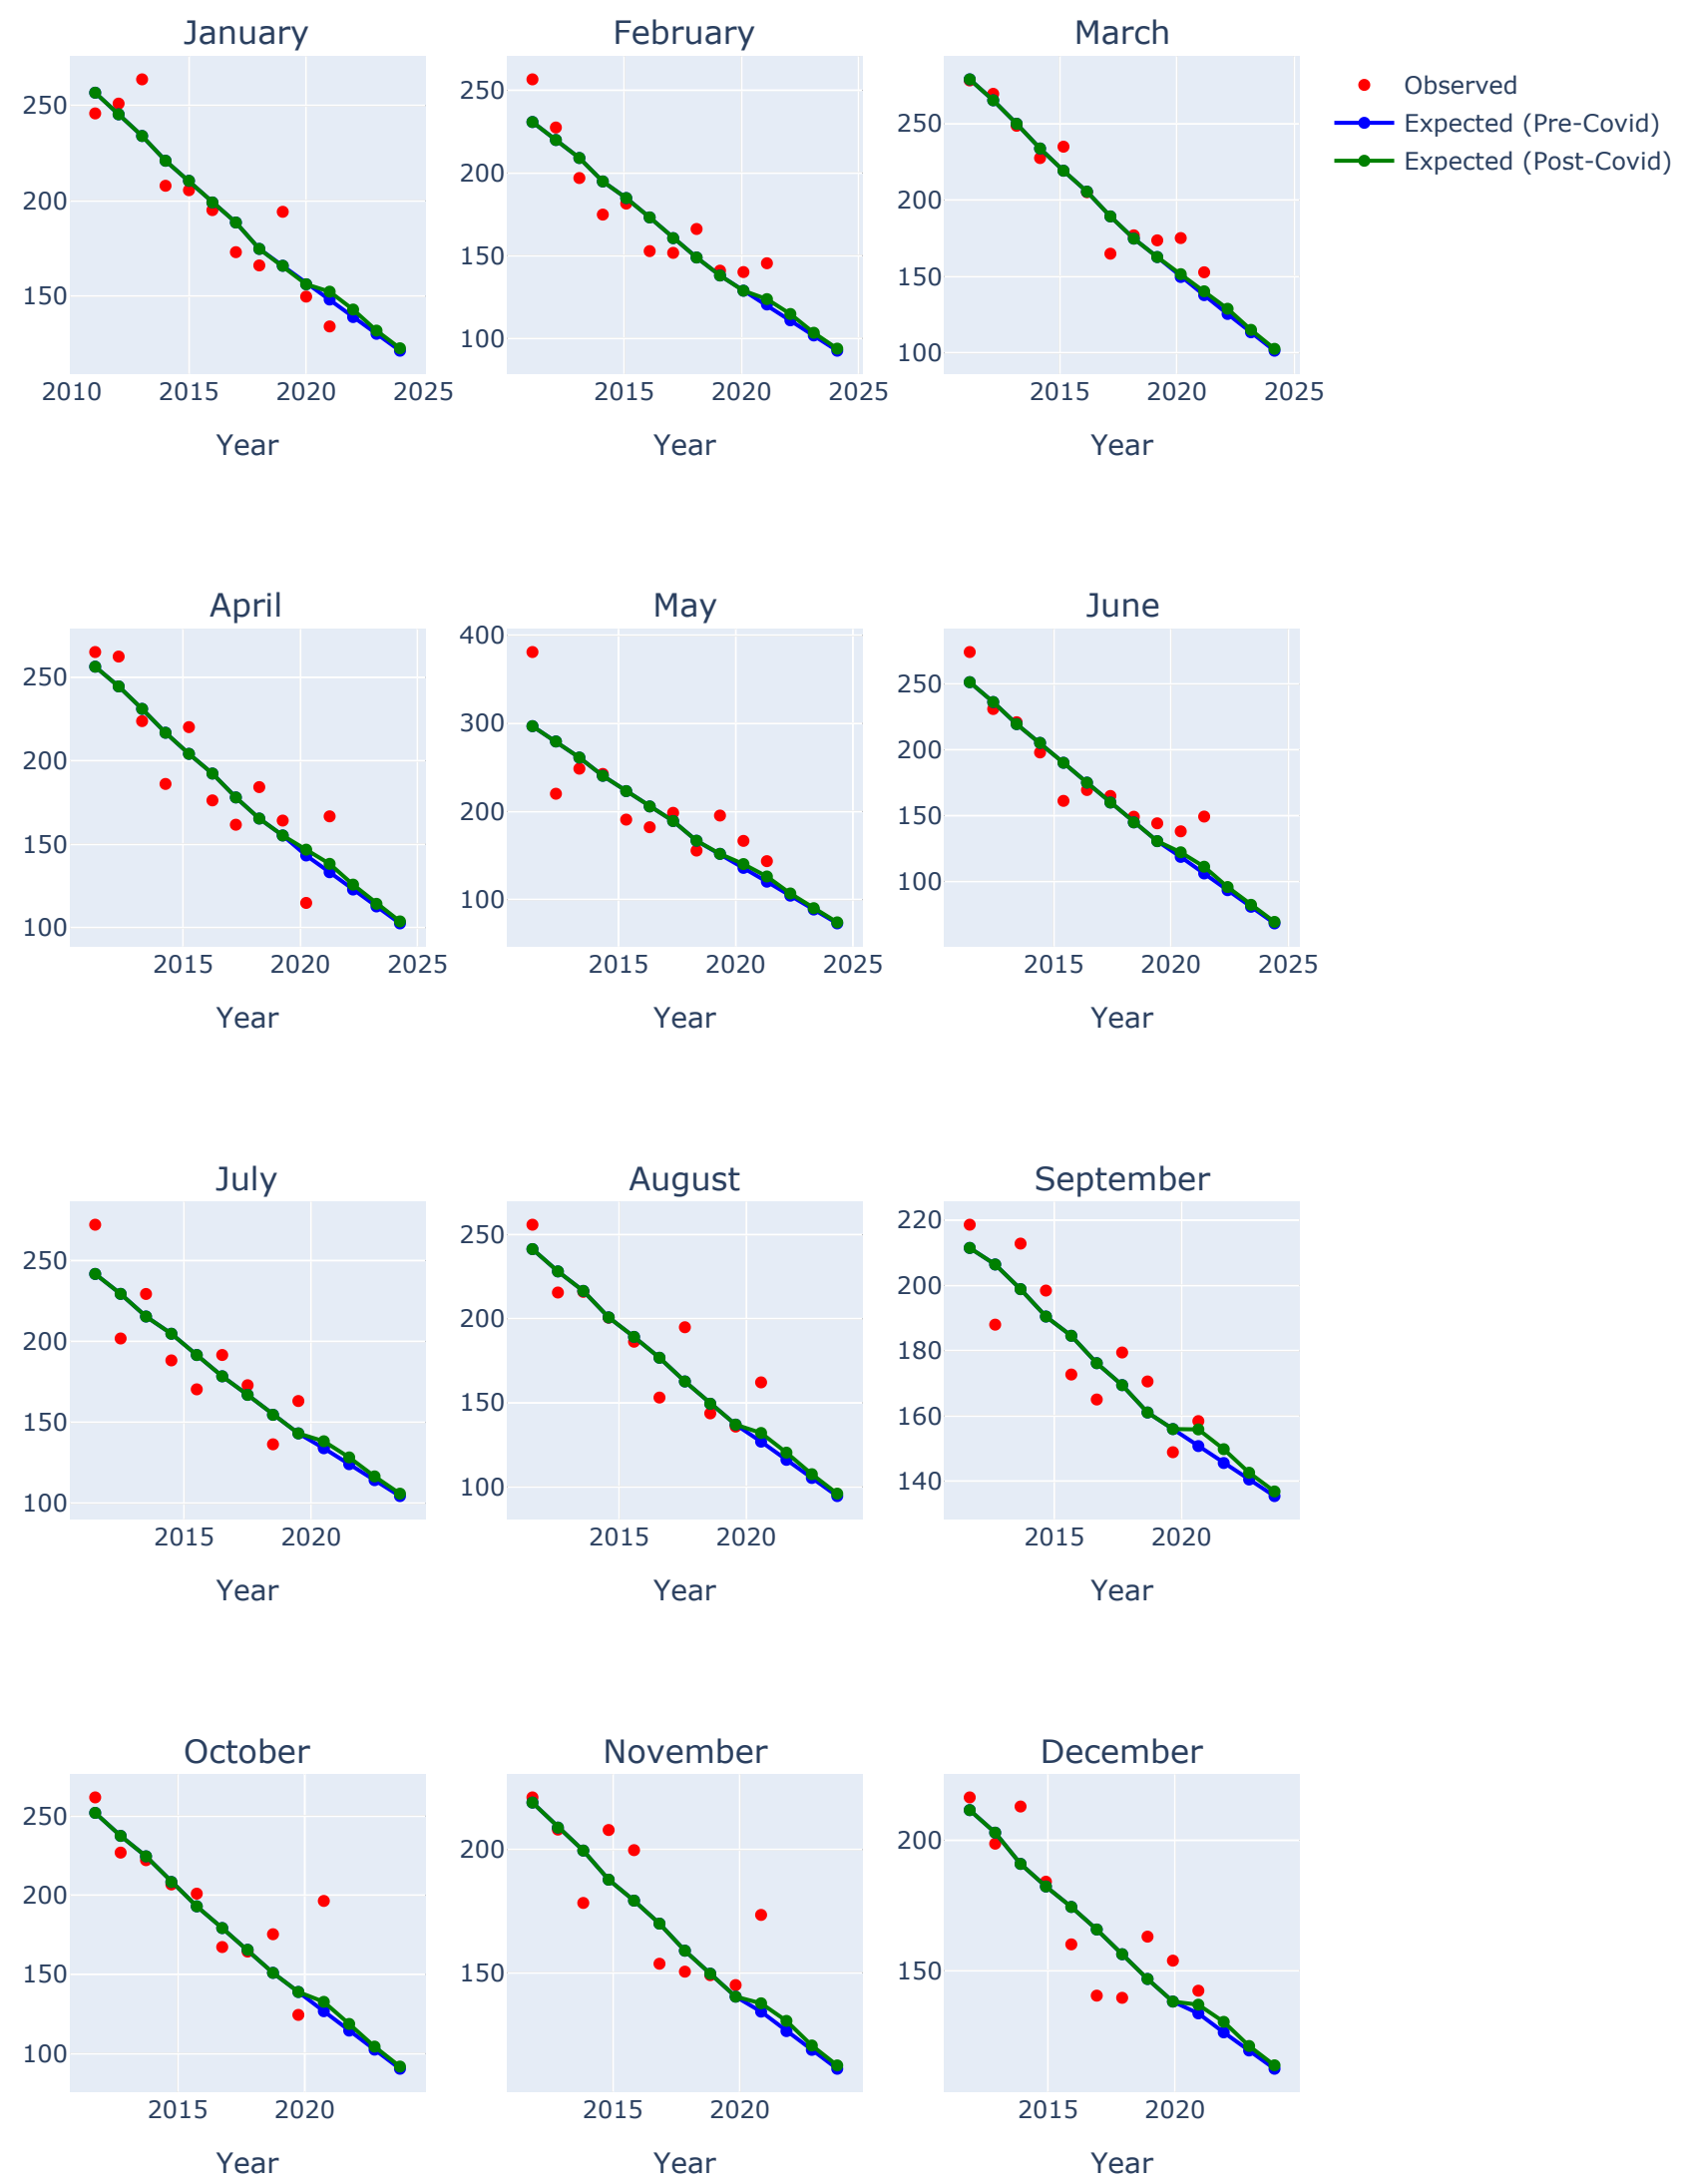 January February March
Observed
Expected (Pre-Covid)
Expected (Post-Covid)
250 250 250
200 200 200
150 150 150
100 100
2010 2015 2020 2025 2015 2020 2025 2015 2020 2025
Year Year Year
April May June
400
250 300 250
200 200 200
150 150
100 100 100
2015 2020 2025 2015 2020 2025 2015 2020 2025
Year Year Year
July August September
250 250 220
200 200 200
180
150 150 160
100 100 140
2015 2020 2015 2020 2015 2020
Year Year Year
October November December
250
200 200 200
150 150 150
100
2015 2020 2015 2020 2015 2020
Year Year Year